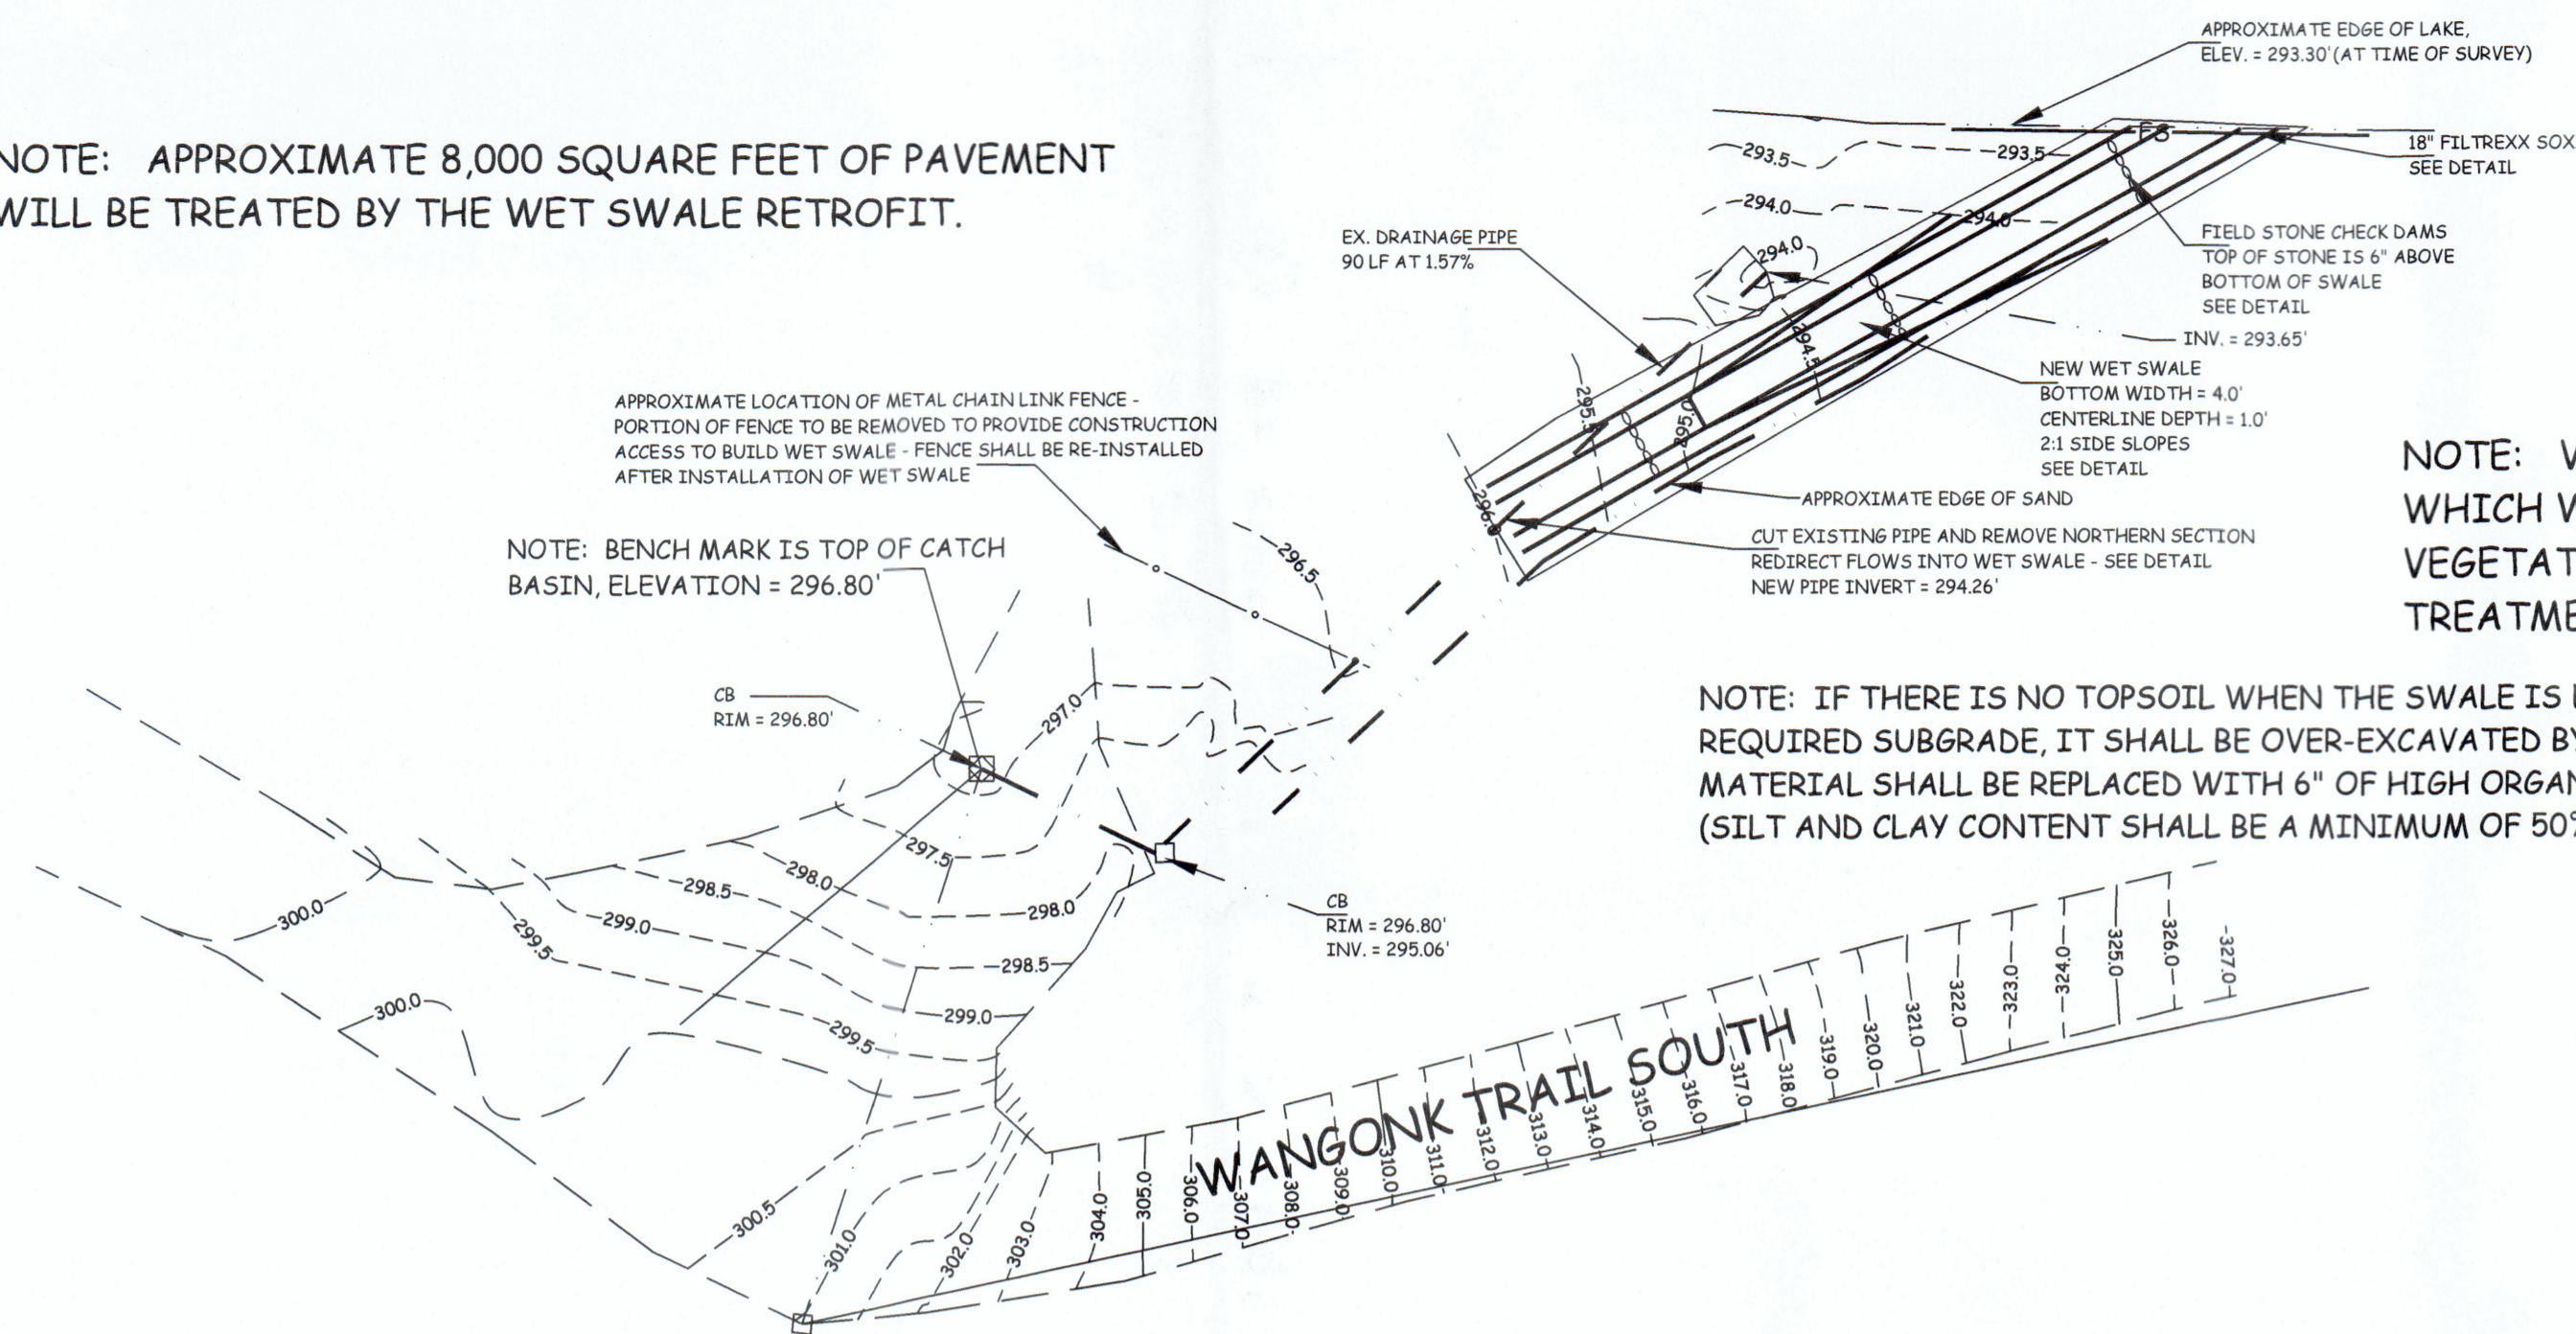 APPROXIMATE EDGE OF LAKE,
ELEV. = 293.30' (AT TIME OF SURVEY)
18" FILTREXX SOX
SEE DETAIL
NOTE: APPROXIMATE 8,000 SQUARE FEET OF PAVEMENT
WILL BE TREATED BY THE WET SWALE RETROFIT.
293.5
293.5
FS
294.0
294.0
294.0
EX. DRAINAGE PIPE
90 LF AT 1.57%
FIELD STONE CHECK DAMS
TOP OF STONE IS 6" ABOVE
BOTTOM OF SWALE
SEE DETAIL
INV. = 293.65'
294.5
NEW WET SWALE
BOTTOM WIDTH = 4.0'
CENTERLINE DEPTH = 1.0'
2:1 SIDE SLOPES
SEE DETAIL
295.5
295.0
296.0
APPROXIMATE LOCATION OF METAL CHAIN LINK FENCE -
PORTION OF FENCE TO BE REMOVED TO PROVIDE CONSTRUCTION
ACCESS TO BUILD WET SWALE - FENCE SHALL BE RE-INSTALLED
AFTER INSTALLATION OF WET SWALE
APPROXIMATE EDGE OF SAND
CUT EXISTING PIPE AND REMOVE NORTHERN SECTION
REDIRECT FLOWS INTO WET SWALE - SEE DETAIL
NEW PIPE INVERT = 294.26'
NOTE:
WHICH
VEGETAT
TREATME
NOTE: BENCH MARK IS TOP OF CATCH
BASIN, ELEVATION = 296.80'
296.5
CB
RIM = 296.80'
297.0
NOTE: IF THERE IS NO TOPSOIL WHEN THE SWALE IS
REQUIRED SUBGRADE, IT SHALL BE OVER-EXCAVATED BY
MATERIAL SHALL BE REPLACED WITH 6" OF HIGH ORGAN
(SILT AND CLAY CONTENT SHALL BE A MINIMUM OF 50%
297.5
298.0
298.5
298.0
299.0
300.0
299.5
298.5
CB
RIM = 296.80'
INV. = 295.06'
299.0
300.0
299.5
300.5
301.0
302.0
303.0
304.0
305.0
306.0
307.0
308.0
309.0
310.0
311.0
312.0
313.0
314.0
315.0
316.0
317.0
318.0
319.0
320.0
321.0
322.0
323.0
324.0
325.0
326.0
327.0
WANGONK TRAIL SOUTH